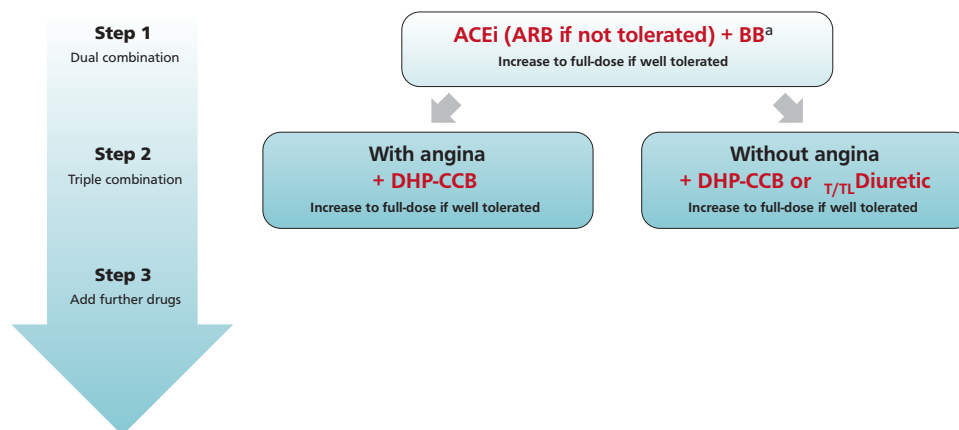 Step 1
Dual combination
ACEi (ARB if not tolerated) + BBa
Increase to full-dose if well tolerated
Step 2
Triple combination
With angina
+ DHP-CCB
Increase to full-dose if well tolerated
Without angina
+ DHP-CCB or T/TLDiuretic
Increase to full-dose if well tolerated
Step 3
Add further drugs